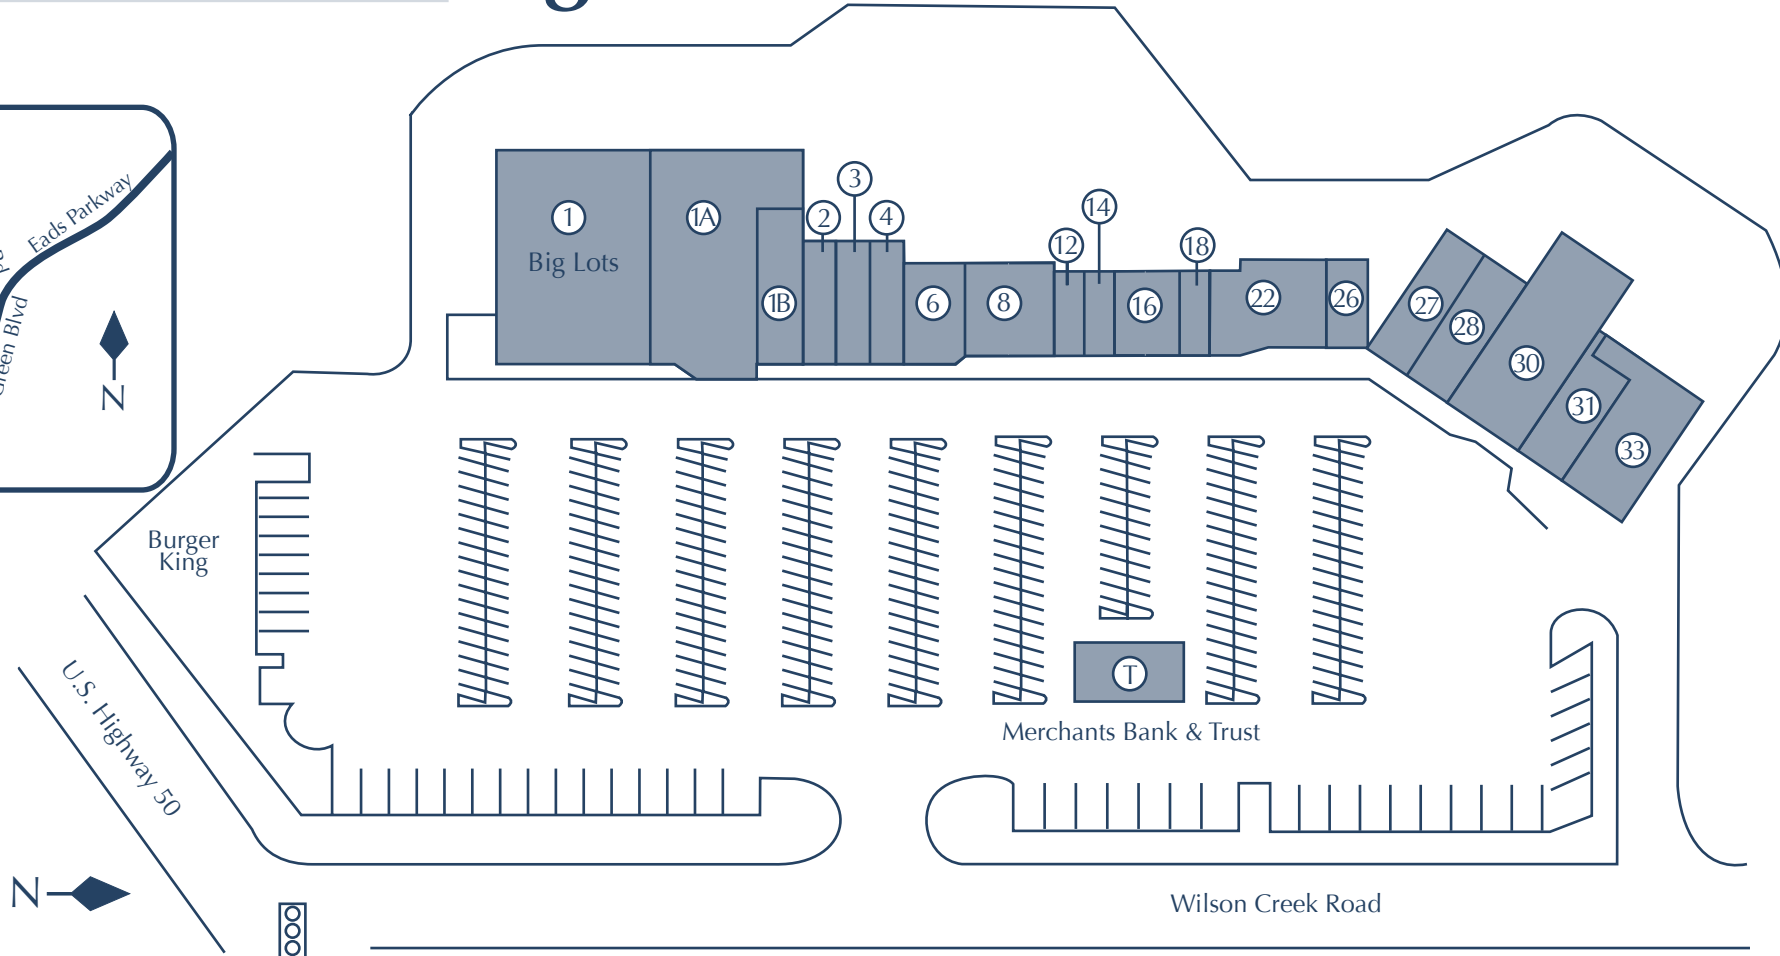 g
Eads Parkway
Green Blvd
N
1
Big Lots
1A
1B
2
3
4
6
8
12
14
16
18
22
26
27
28
30
31
33
Burger
King
T
Merchants Bank & Trust
U.S. Highway 50
N
Wilson Creek Road